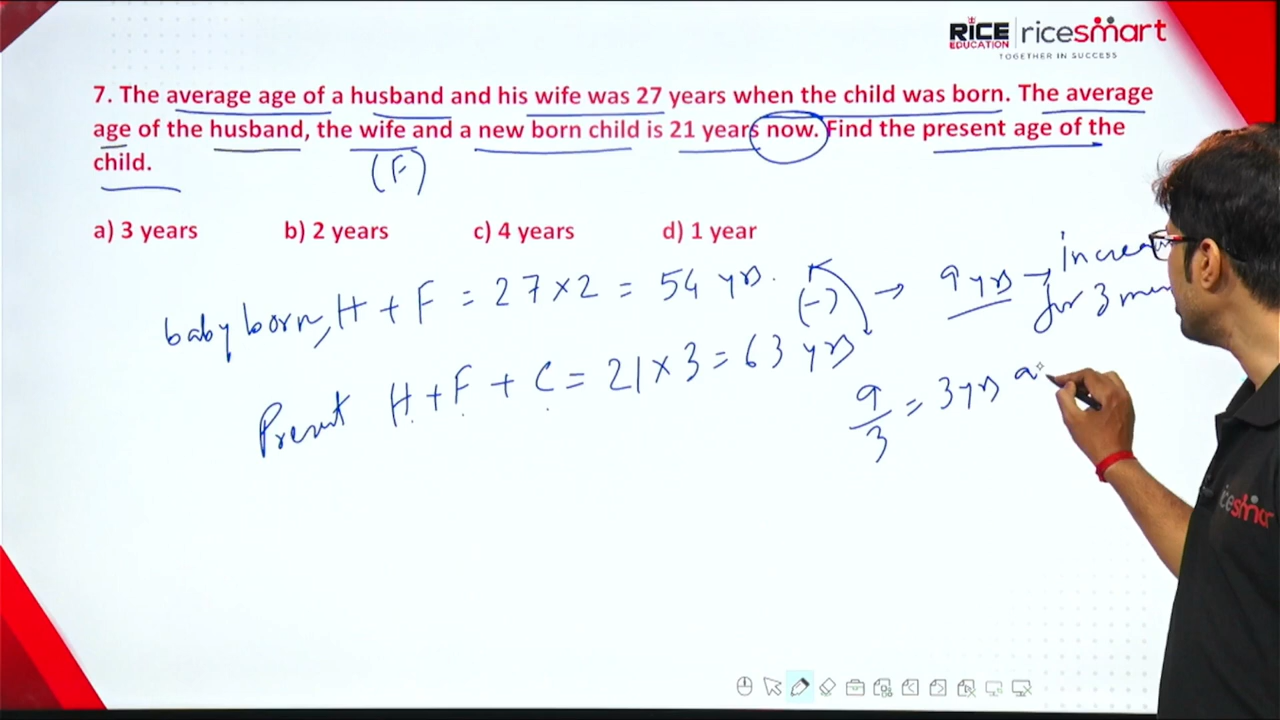 RICE EDUCATION | ricesmart
TOGETHER IN SUCCESS
7. The average age of a husband and his wife was 27 years when the child was born. The average
age of the husband, the wife and a new born child is 21 years now. Find the present age of the
child.
(F)
a) 3 years b) 2 years c) 4 years d) 1 year
baby born, H + F = 27 × 2 = 54 yrs. (-) → 9 yrs →
for 3
Present H + F + C = 21 × 3 = 63 yrs
9/3 = 3 yrs
ricesmar